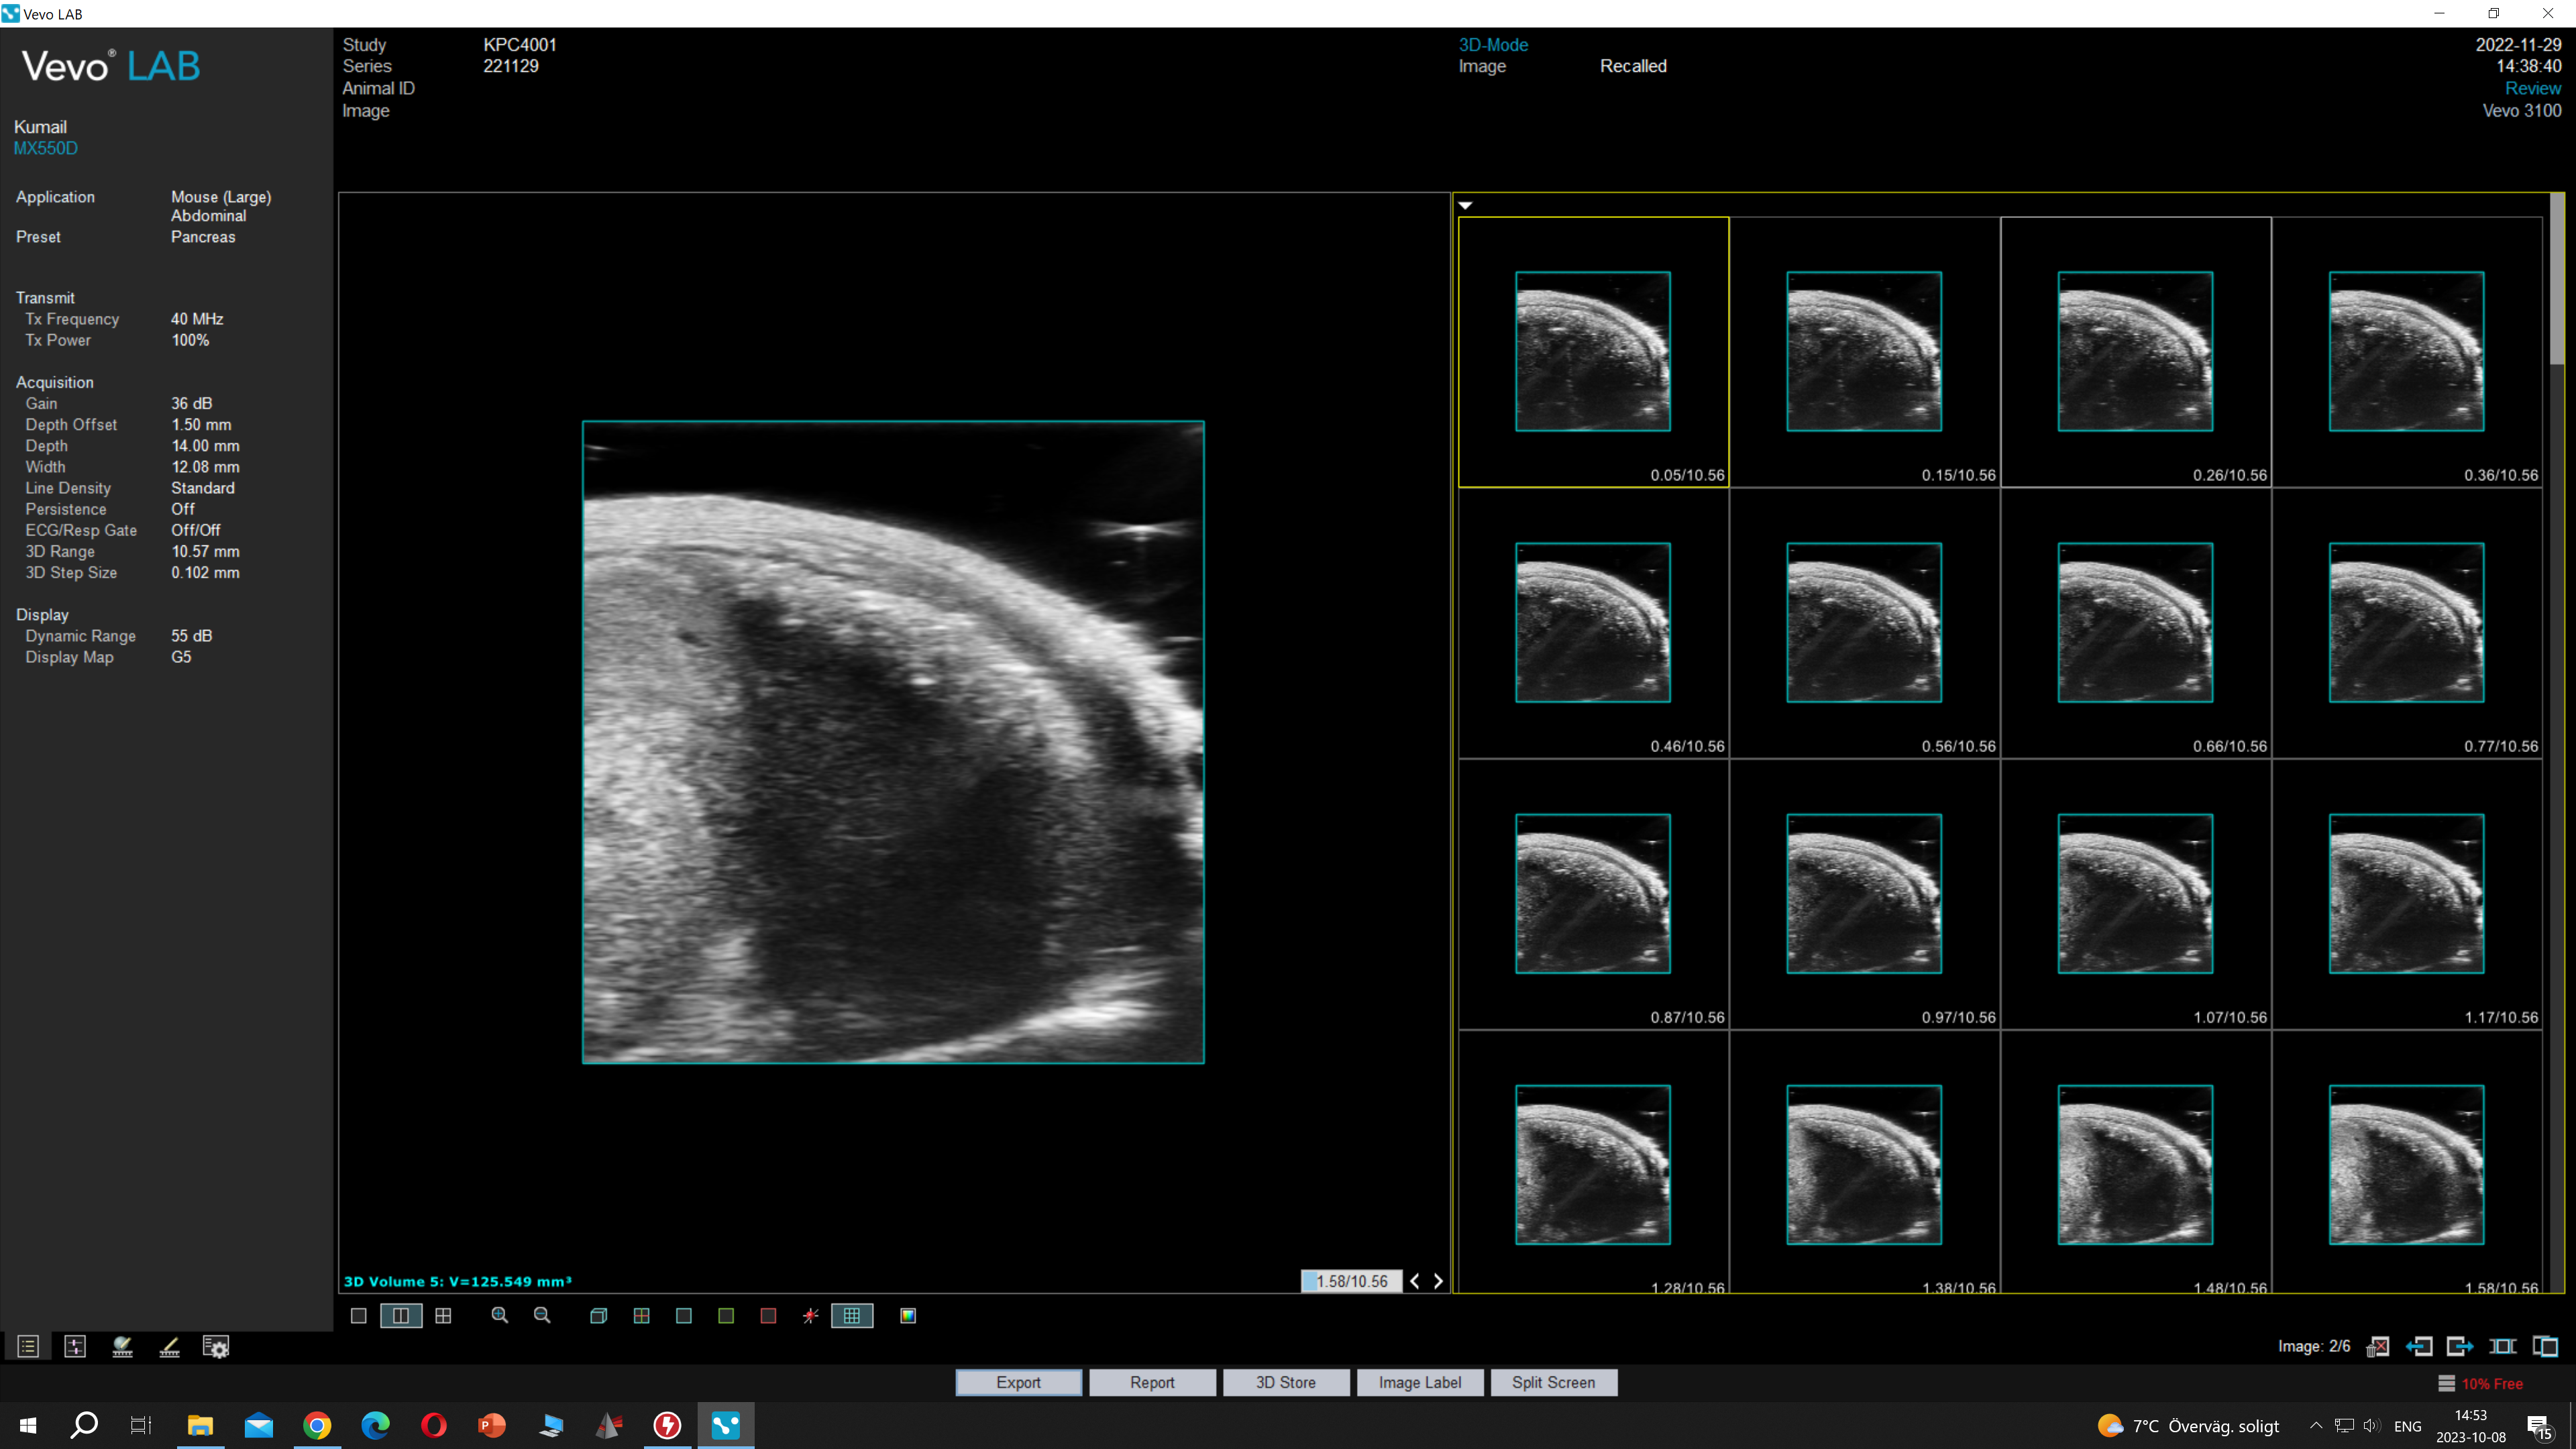 Vevo LAB
Vevo® LAB
Study KPC4001
Series 221129
Animal ID
Image
3D-Mode
Image Recalled
2022-11-29
14:38:40
Review
Vevo 3100
Kumail
MX550D
Application Mouse (Large)
Abdominal
Preset Pancreas
Transmit
Tx Frequency 40 MHz
Tx Power 100%
Acquisition
Gain 36 dB
Depth Offset 1.50 mm
Depth 14.00 mm
Width 12.08 mm
Line Density Standard
Persistence Off
ECG/Resp Gate Off/Off
3D Range 10.57 mm
3D Step Size 0.102 mm
Display
Dynamic Range 55 dB
Display Map G5
0.05/10.56 0.15/10.56 0.26/10.56 0.36/10.56
0.46/10.56 0.56/10.56 0.66/10.56 0.77/10.56
0.87/10.56 0.97/10.56 1.07/10.56 1.17/10.56
1.28/10.56 1.38/10.56 1.48/10.56 1.58/10.56
3D Volume 5: V=125.549 mm³
1.58/10.56
Image: 2/6
Export Report 3D Store Image Label Split Screen
10% Free
7°C Överväg. soligt
ENG
14:53
2023-10-08
15